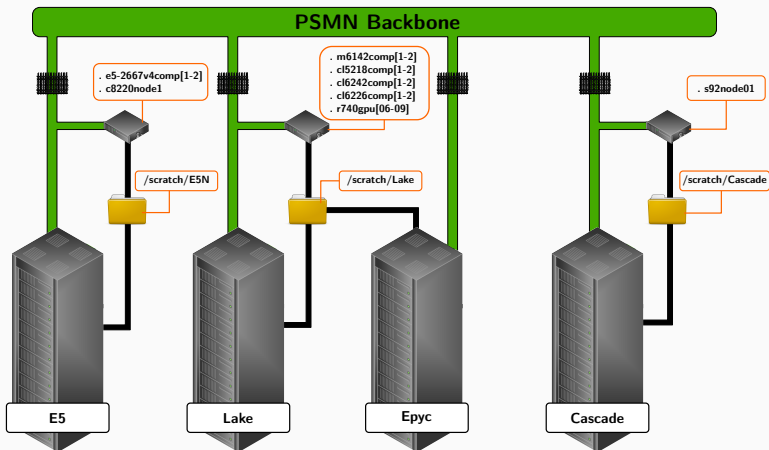 PSMN Backbone
. e5-2667v4comp[1-2]
. c8220node1
. m6142comp[1-2]
. cl5218comp[1-2]
. cl6242comp[1-2]
. cl6226comp[1-2]
. r740gpu[06-09]
. s92node01
/scratch/E5N
/scratch/Lake
/scratch/Cascade
E5
Lake
Epyc
Cascade